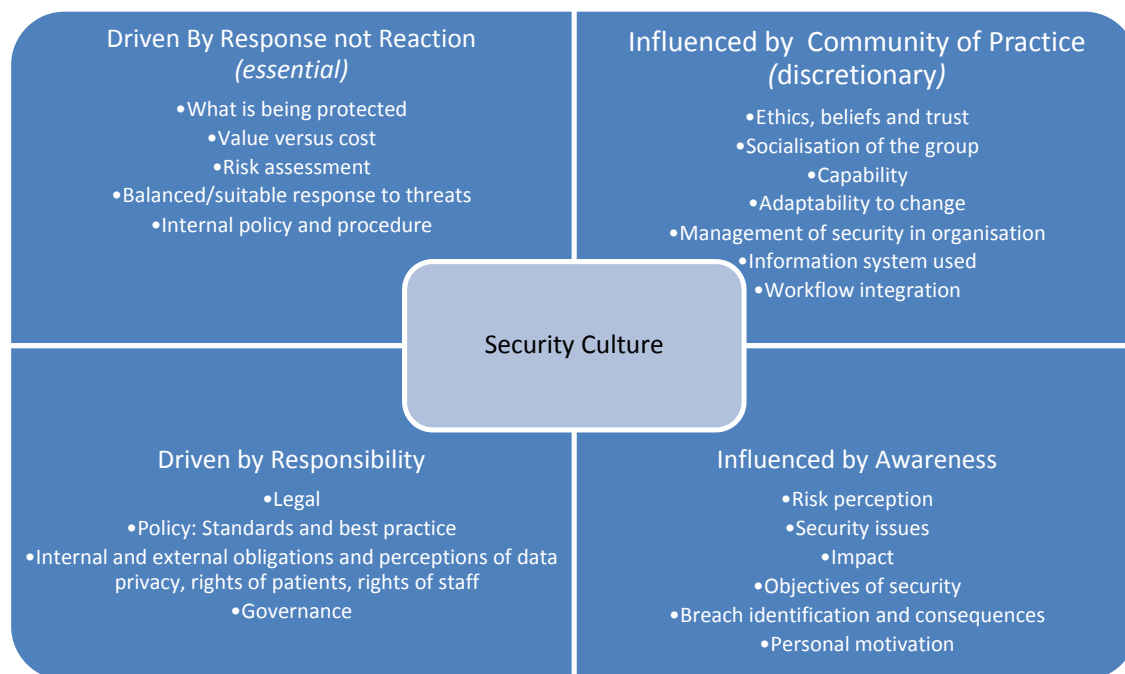 Driven By Response not Reaction
(essential)
•What is being protected
•Value versus cost
•Risk assessment
•Balanced/suitable response to threats
•Internal policy and procedure
Influenced by  Community of Practice
(discretionary)
•Ethics, beliefs and trust
•Socialisation of the group
•Capability
•Adaptability to change
•Management of security in organisation
•Information system used
•Workflow integration
Security Culture
Driven by Responsibility
•Legal
•Policy: Standards and best practice
•Internal and external obligations and perceptions of data
privacy, rights of patients, rights of staff
•Governance
Influenced by Awareness
•Risk perception
•Security issues
•Impact
•Objectives of security
•Breach identification and consequences
•Personal motivation